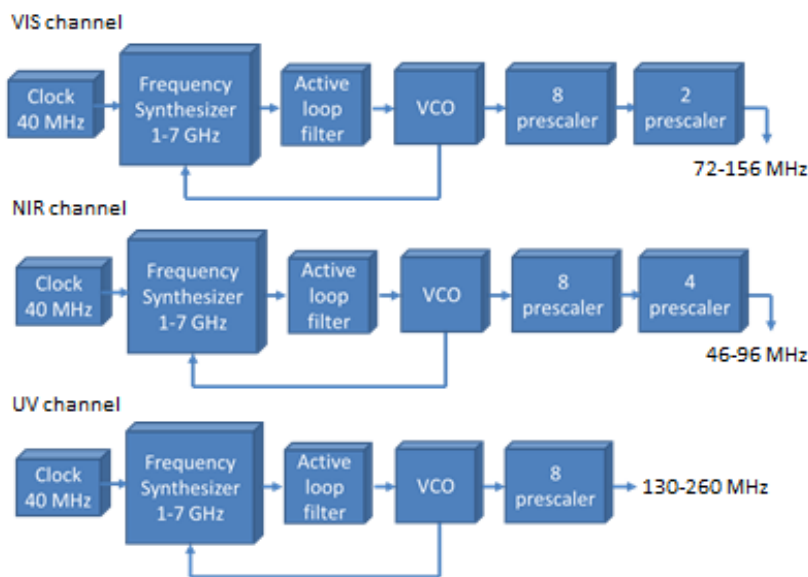 VIS channel
Clock
40 MHz
Frequency
Synthesizer
1-7 GHz
Active
loop
filter
VCO
8
prescaler
2
prescaler
72-156 MHz
NIR channel
Clock
40 MHz
Frequency
Synthesizer
1-7 GHz
Active
loop
filter
VCO
8
prescaler
4
prescaler
46-96 MHz
UV channel
Clock
40 MHz
Frequency
Synthesizer
1-7 GHz
Active
loop
filter
VCO
8
prescaler
130-260 MHz